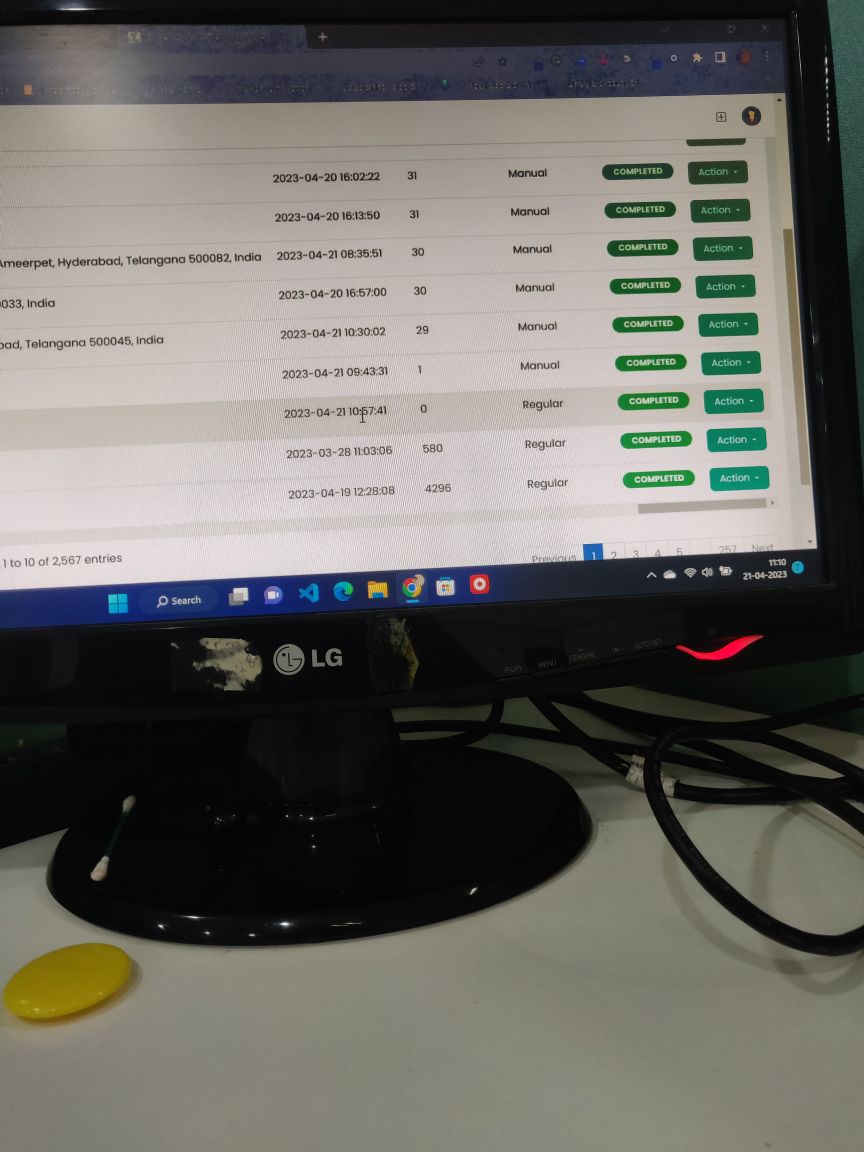 2023-04-20 16:02:22 31 Manual COMPLETED Action
2023-04-20 16:13:50 31 Manual COMPLETED Action
Ameerpet, Hyderabad, Telangana 500082, India 2023-04-21 08:35:51 30 Manual COMPLETED Action
033, India 2023-04-20 16:57:00 30 Manual COMPLETED Action
bad, Telangana 500045, India 2023-04-21 10:30:02 29 Manual COMPLETED Action
2023-04-21 09:43:31 1 Manual COMPLETED Action
2023-04-21 10:57:41 0 Regular COMPLETED Action
2023-03-28 11:03:06 580 Regular COMPLETED Action
2023-04-19 12:28:08 4296 Regular COMPLETED Action
1 to 10 of 2,567 entries Previous 1 2 3 4 5 257 Next
Search 11:10
21-04-2023
LG
FUN MENU AUTO/SET